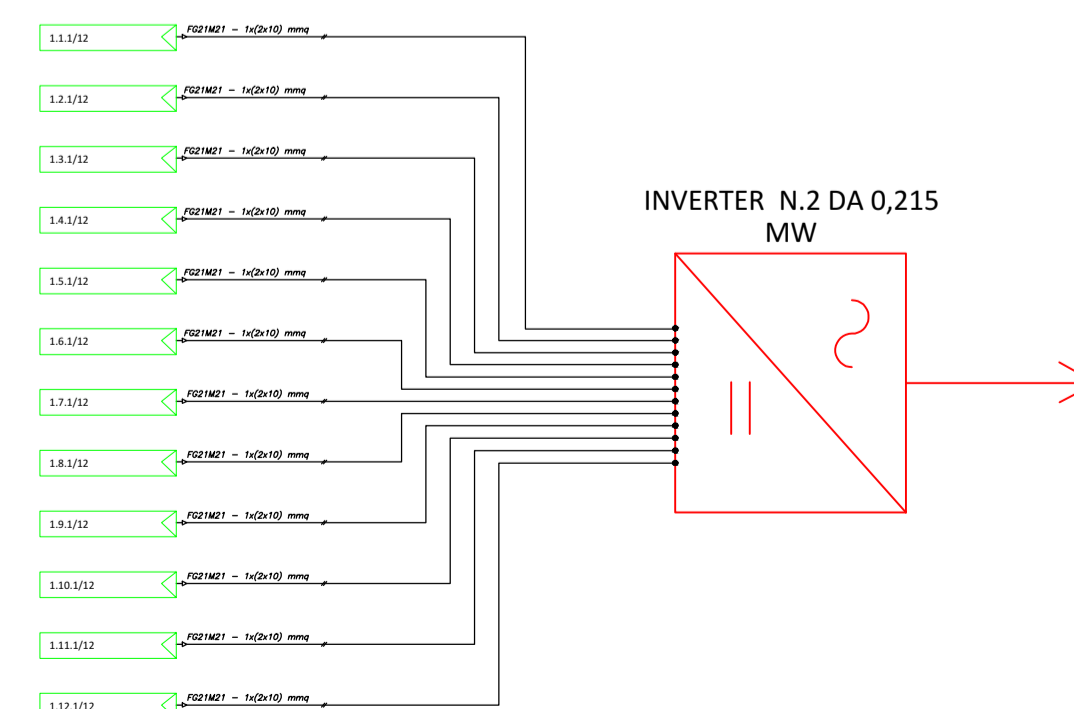 FG21M21 - 1x(2x10) mmq
1.1.1/12
FG21M21 - 1x(2x10) mmq
1.2.1/12
FG21M21 - 1x(2x10) mmq
1.3.1/12
INVERTER N.2 DA 0,215
MW
FG21M21 - 1x(2x10) mmq
1.4.1/12
FG21M21 - 1x(2x10) mmq
1.5.1/12
FG21M21 - 1x(2x10) mmq
1.6.1/12
FG21M21 - 1x(2x10) mmq
1.7.1/12
FG21M21 - 1x(2x10) mmq
1.8.1/12
FG21M21 - 1x(2x10) mmq
1.9.1/12
FG21M21 - 1x(2x10) mmq
1.10.1/12
FG21M21 - 1x(2x10) mmq
1.11.1/12
FG21M21 - 1x(2x10) mmq
1.12.1/12